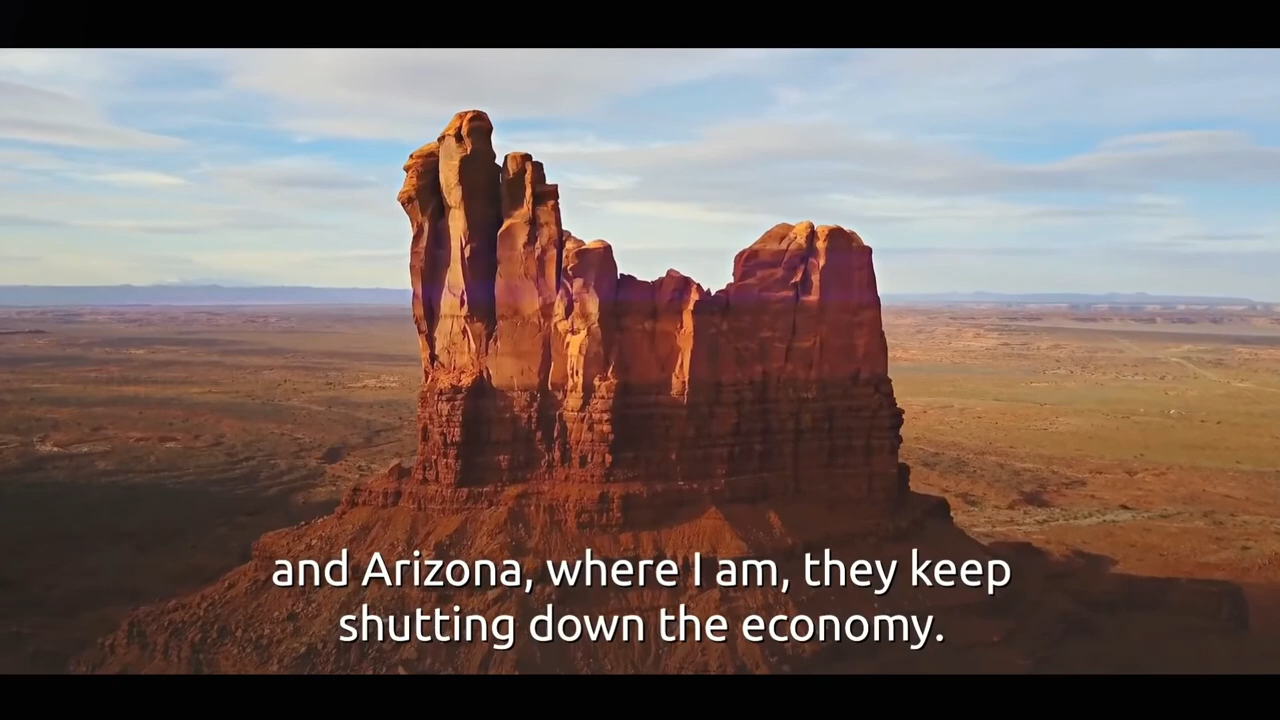 and Arizona, where I am, they keep
shutting down the economy.